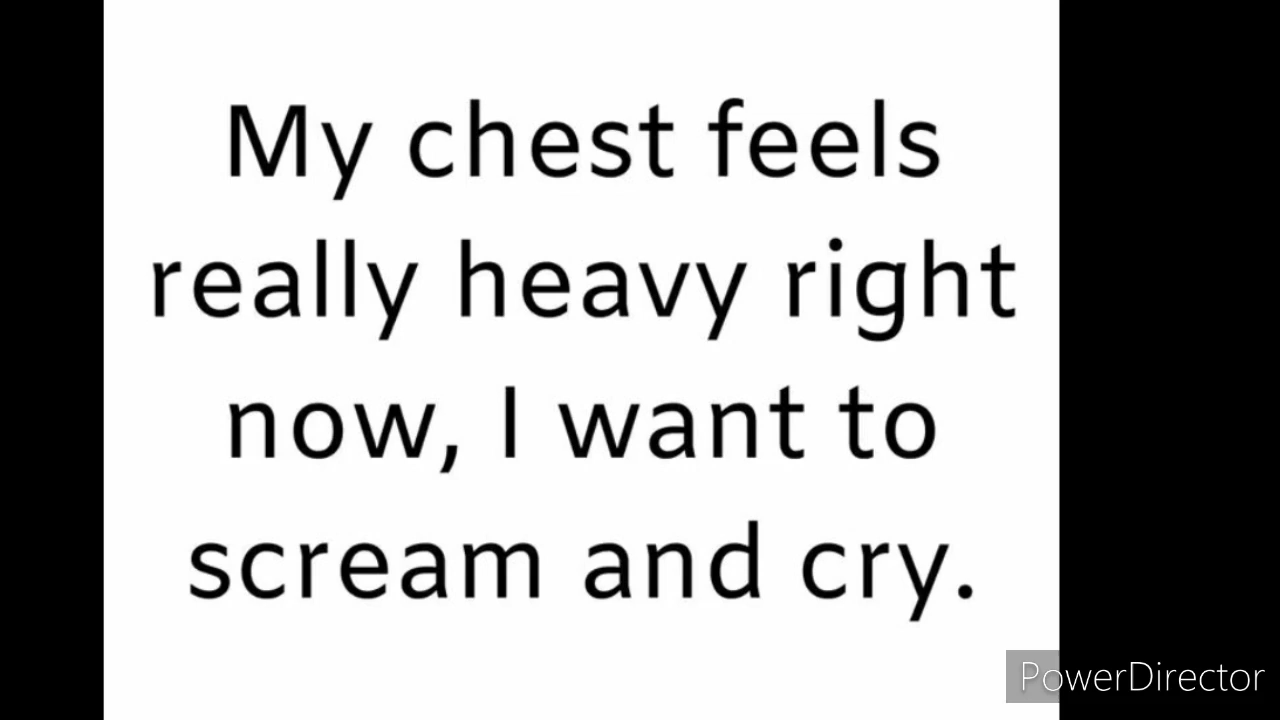 My chest feels
really heavy right
now, I want to
scream and cry.
PowerDirector